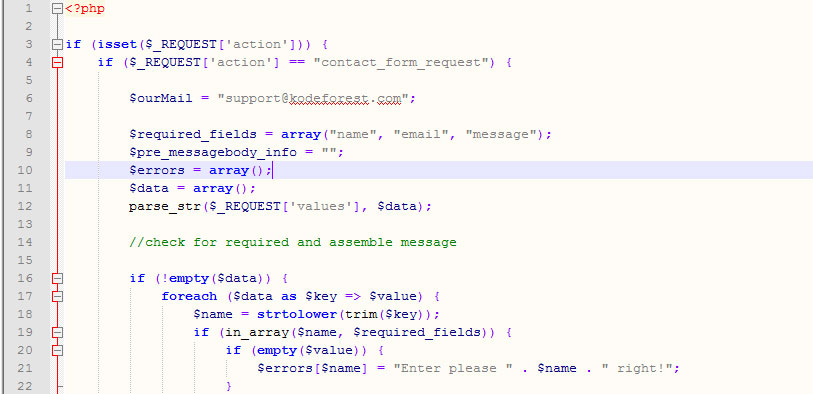 1 <?php
2
3 if (isset($_REQUEST['action'])) {
4 if ($_REQUEST['action'] == "contact_form_request") {
5
6 $ourMail = "support@kodeforest.com";
7
8 $required_fields = array("name", "email", "message");
9 $pre_messagebody_info = "";
10 $errors = array();
11 $data = array();
12 parse_str($_REQUEST['values'], $data);
13
14 //check for required and assemble message
15
16 if (!empty($data)) {
17 foreach ($data as $key => $value) {
18 $name = strtolower(trim($key));
19 if (in_array($name, $required_fields)) {
20 if (empty($value)) {
21 $errors[$name] = "Enter please " . $name . " right!";
22 }